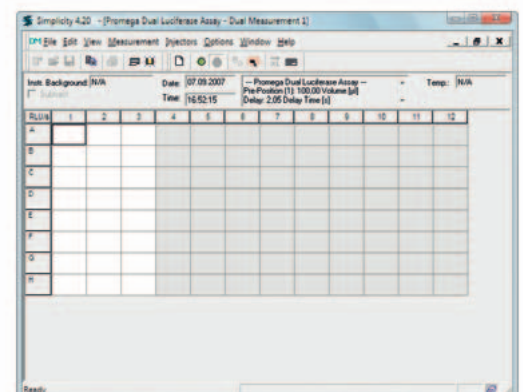 Simplicity 4.20 - [Promega Dual Luciferase Assay - Dual Measurement 1]
File Edit View Measurement Injectors Options Window Help
Instr. Background: N/A Date: 07.09.2007 -- Promega Dual Luciferase Assay -- Temp.: N/A
Subtract Pre-Position (1): 100.00 Volume [µl]
Time: 16:52:15 Delay: 2.05 Delay Time [s]
RLU/s 1 2 3 4 5 6 7 8 9 10 11 12
A
B
C
D
E
F
G
H
Ready